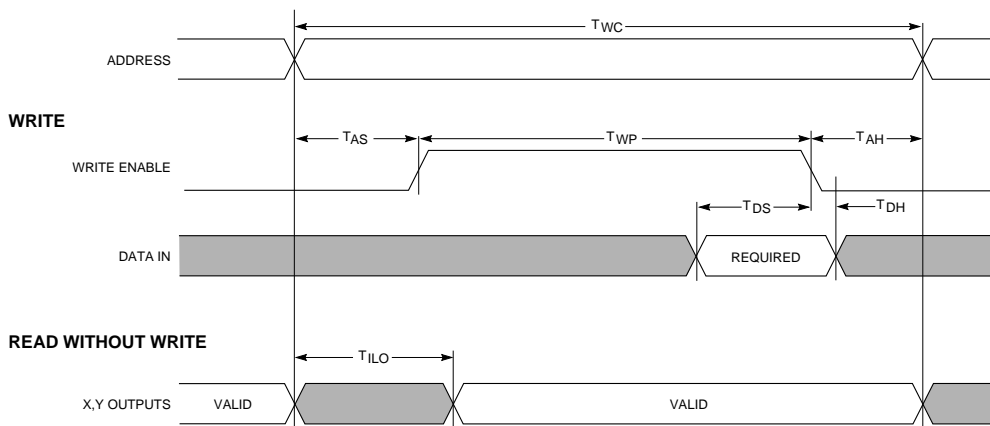 TWC
ADDRESS
WRITE
TAS TWP TAH
WRITE ENABLE
TDS TDH
DATA IN REQUIRED
READ WITHOUT WRITE
TILO
X,Y OUTPUTS VALID VALID